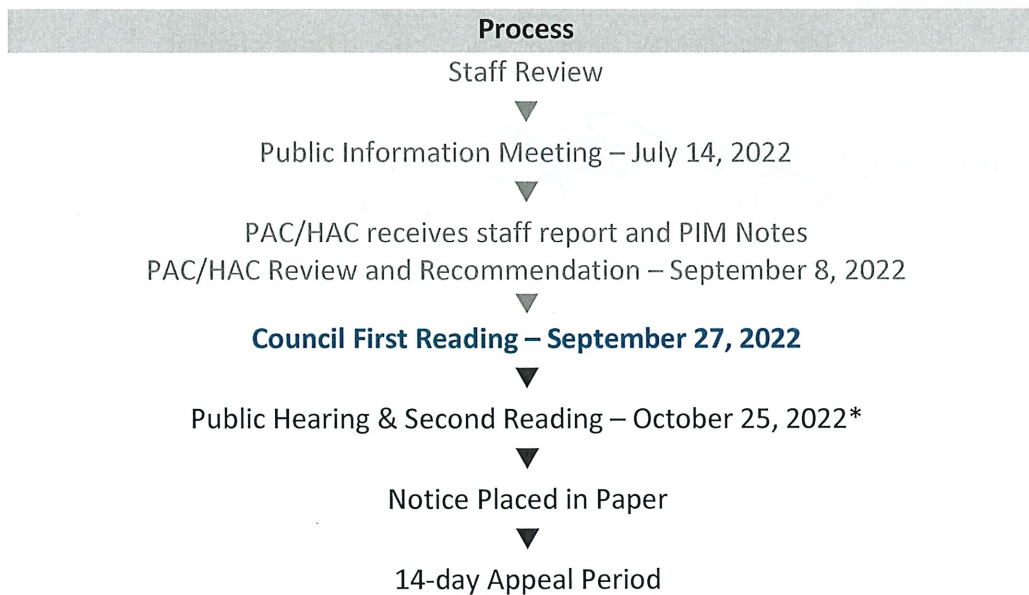 Process
Staff Review
Public Information Meeting – July 14, 2022
PAC/HAC receives staff report and PIM Notes
PAC/HAC Review and Recommendation – September 8, 2022
Council First Reading – September 27, 2022
Public Hearing & Second Reading – October 25, 2022*
Notice Placed in Paper
14-day Appeal Period